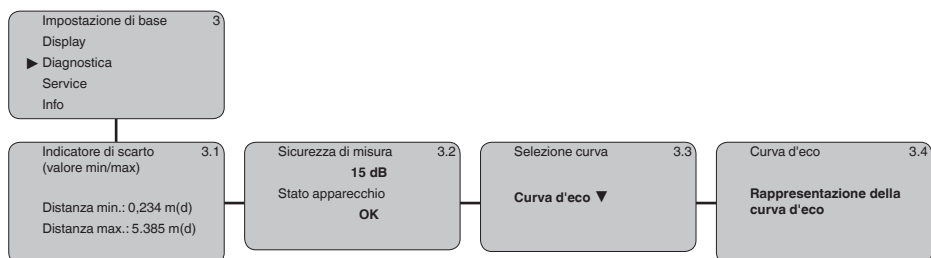 Impostazione di base 3
Display
▶ Diagnostica
Service
Info
Indicatore di scarto 3.1
(valore min/max)
Distanza min.: 0,234 m(d)
Distanza max.: 5.385 m(d)
Sicurezza di misura 3.2
15 dB
Stato apparecchio
OK
Selezione curva 3.3
Curva d'eco ▼
Curva d'eco 3.4
Rappresentazione della
curva d'eco